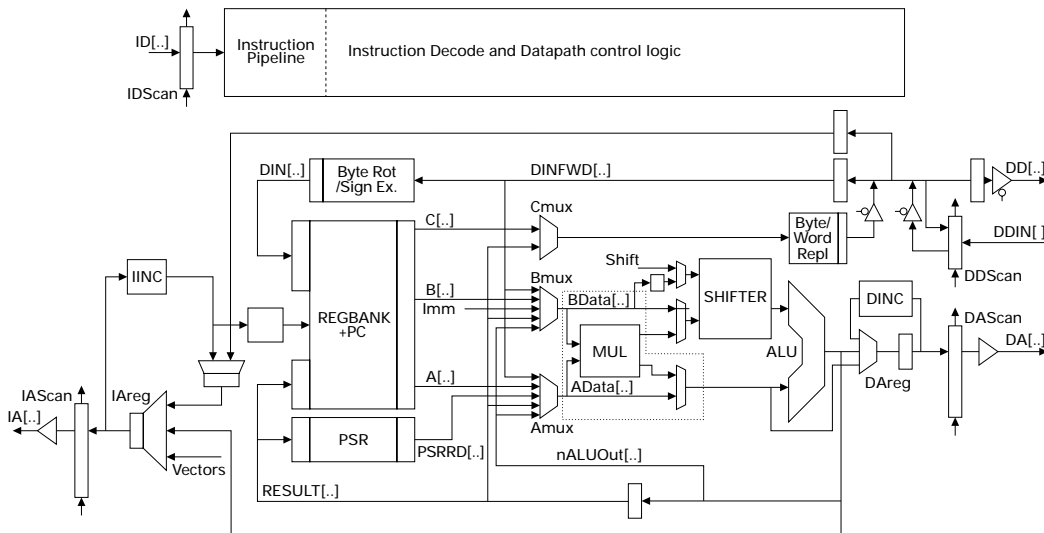 ID[..]
Instruction
Pipeline
Instruction Decode and Datapath control logic
IDScan
DIN[..]
Byte Rot
/Sign Ex.
DINFWD[..]
DD[..]
C[..]
Cmux
Byte/
Word
Repl
DDIN[ ]
Shift
DDScan
IINC
Bmux
B[..]
BData[..]
SHIFTER
DINC
Imm
REGBANK
+PC
DAScan
MUL
ALU
DA[..]
A[..]
AData[..]
DAreg
IAScan
IAreg
IA[..]
Amux
PSR
PSRRD[..]
nALUOut[..]
Vectors
RESULT[..]